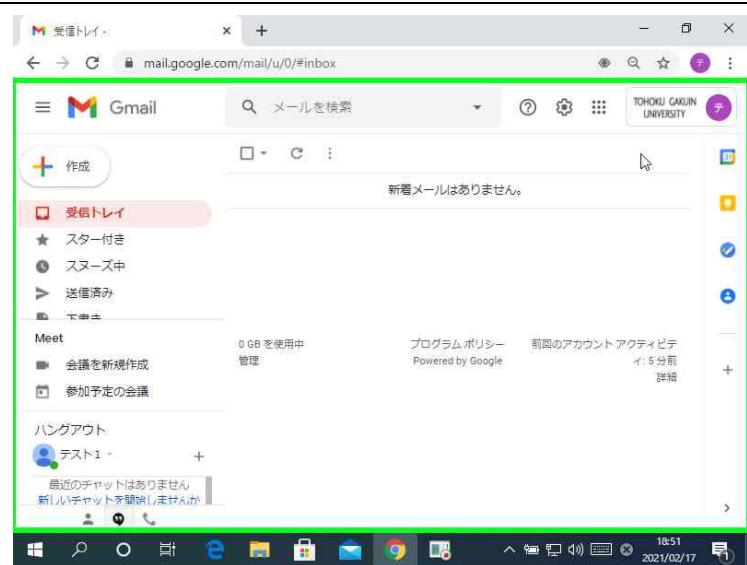 受信トレイ -
mail.google.com/mail/u/0/#inbox
テ
Gmail
メールを検索
TOHOKU GAKUIN
UNIVERSITY
テ
作成
新着メールはありません。
受信トレイ
スター付き
スヌーズ中
送信済み
下書き
Meet
会議を新規作成
参加予定の会議
0 GB を使用中
管理
プログラム ポリシー
Powered by Google
前回のアカウント アクティビテ
ィ: 5 分前
詳細
ハングアウト
テスト1
最近のチャットはありません
新しいチャットを開始しませんか
18:51
2021/02/17